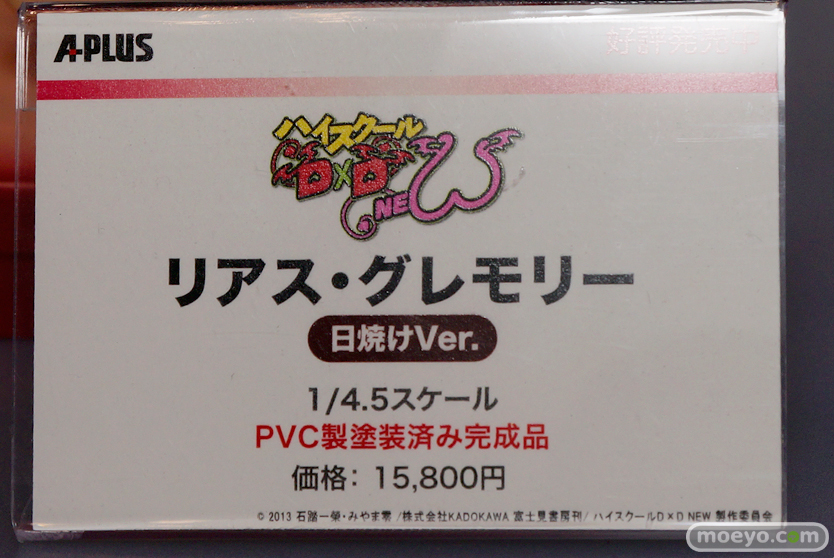 A-PLUS
好評発売中
ハイスクール
D×D
NEW
リアス・グレモリー
日焼けVer.
1/4.5スケール
PVC製塗装済み完成品
価格: 15,800円
© 2013 石踏一榮・みやま零 /株式会社KADOKAWA 富士見書房刊/ ハイスクールD×D NEW 製作委員会
moeyo.com